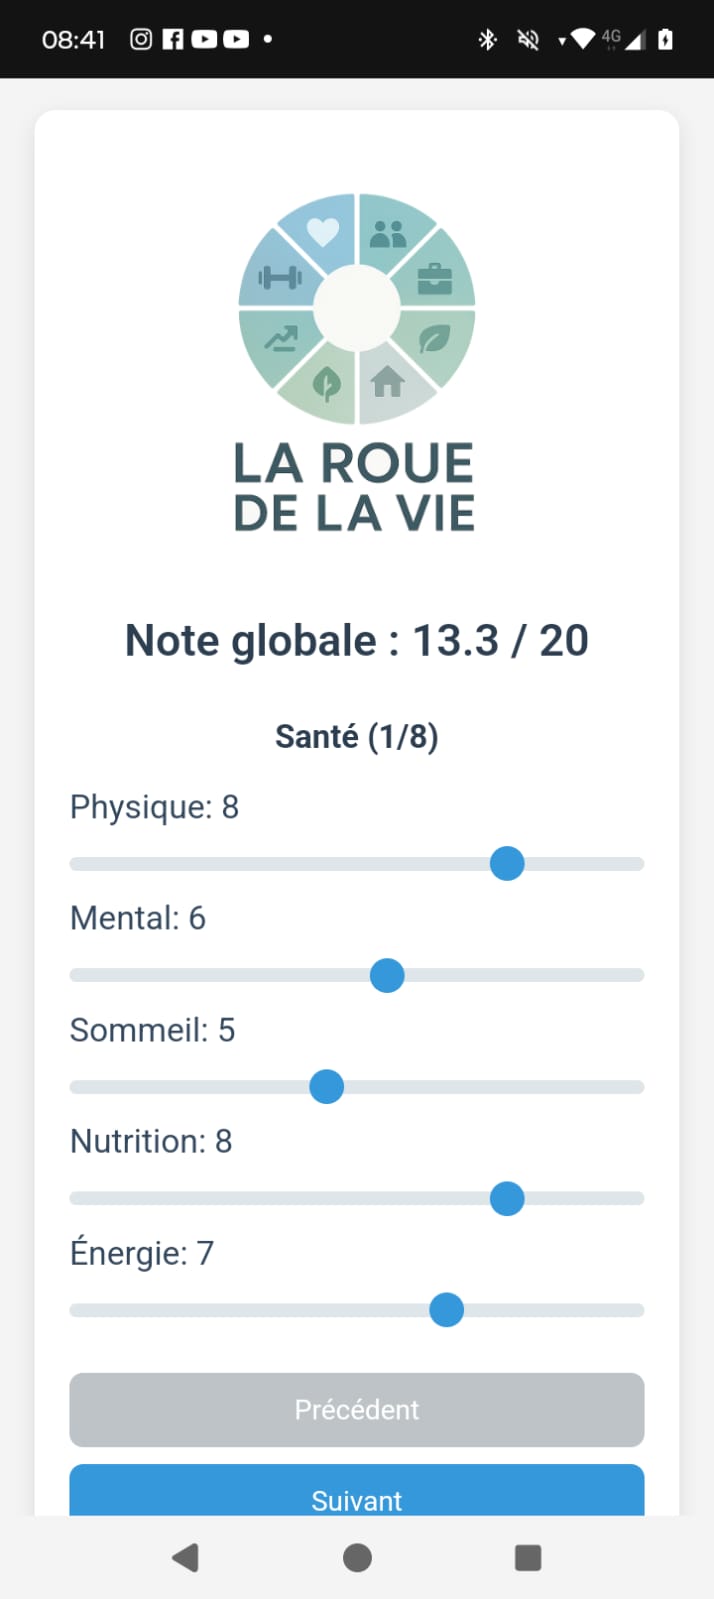 08:41
4G
LA ROUE
DE LA VIE
Note globale : 13.3 / 20
Santé (1/8)
Physique: 8
Mental: 6
Sommeil: 5
Nutrition: 8
Énergie: 7
Précédent
Suivant